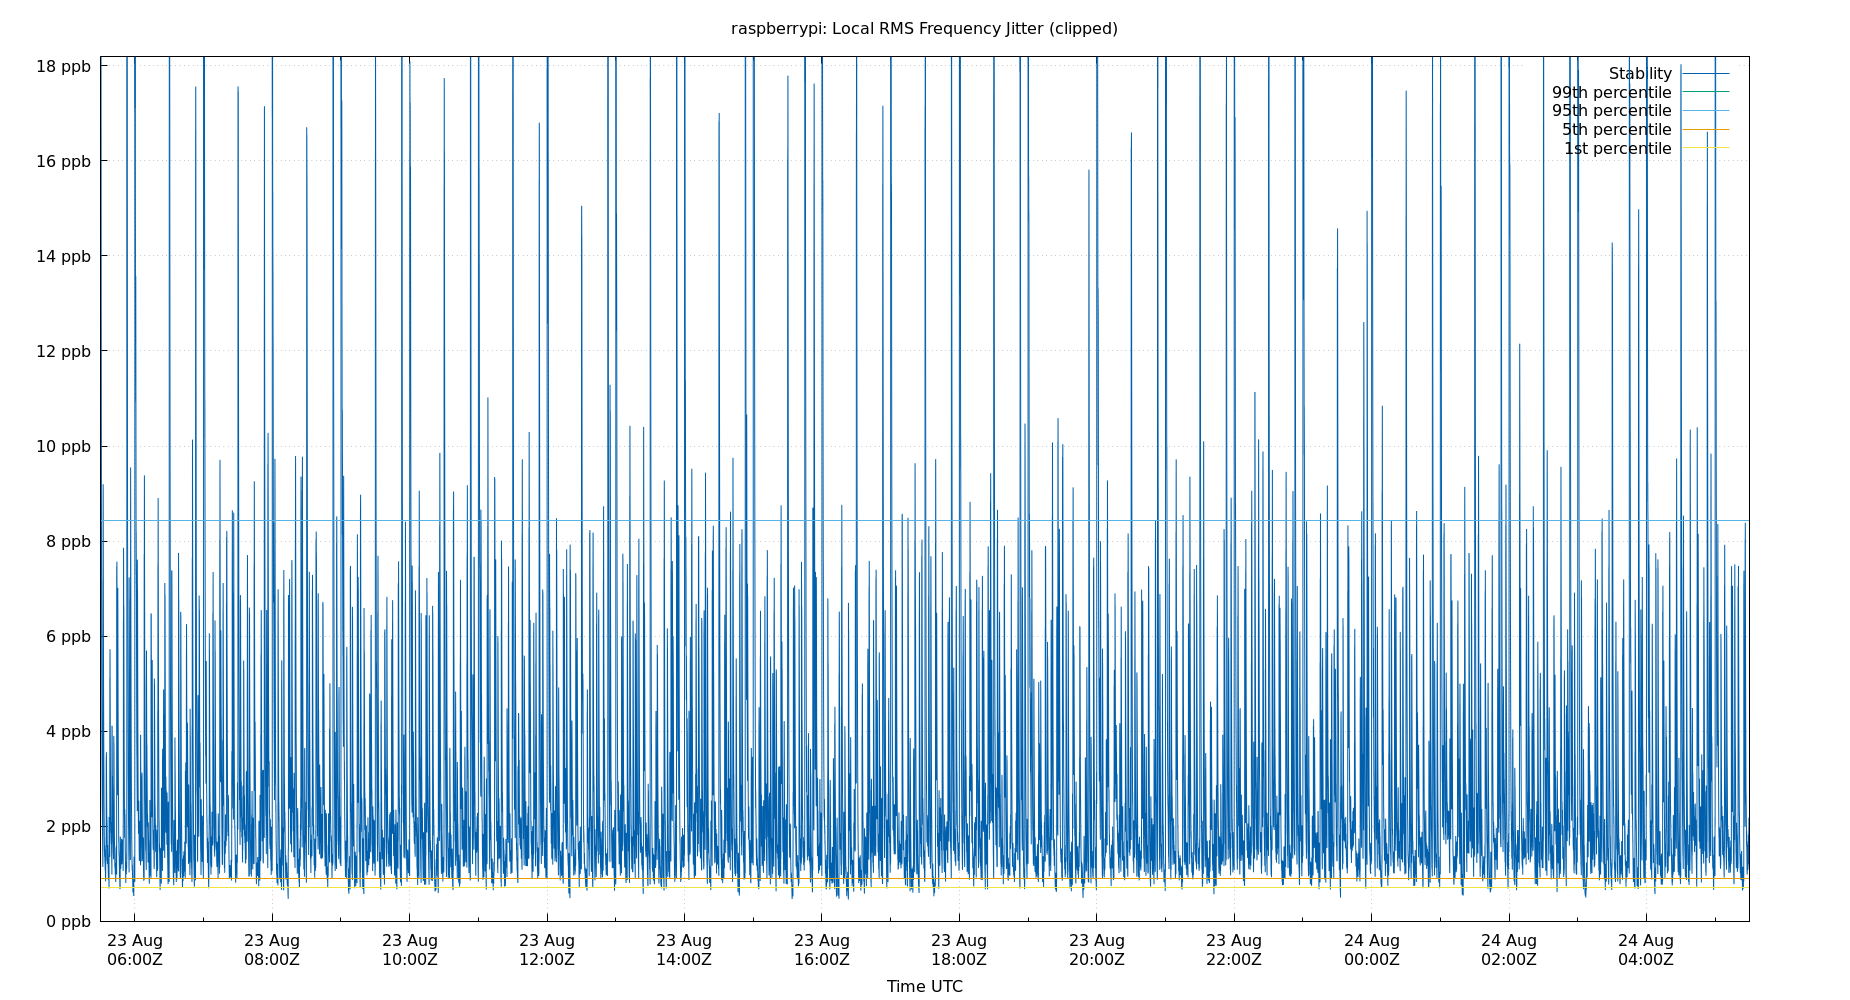 raspberrypi: Local RMS Frequency Jitter (clipped)
18 ppb
16 ppb
14 ppb
12 ppb
10 ppb
8 ppb
6 ppb
4 ppb
2 ppb
0 ppb
Stability
99th percentile
95th percentile
5th percentile
1st percentile
23 Aug 23 Aug 23 Aug 23 Aug 23 Aug 23 Aug 23 Aug 23 Aug 23 Aug 24 Aug 24 Aug 24 Aug
06:00Z 08:00Z 10:00Z 12:00Z 14:00Z 16:00Z 18:00Z 20:00Z 22:00Z 00:00Z 02:00Z 04:00Z
Time UTC